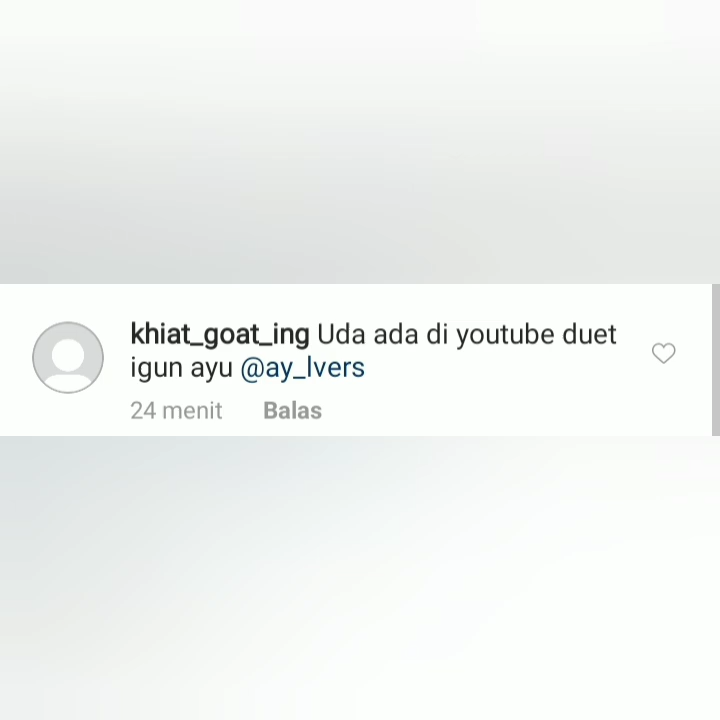 khiat_goat_ing Uda ada di youtube duet
igun ayu @ay_lvers
24 menit Balas